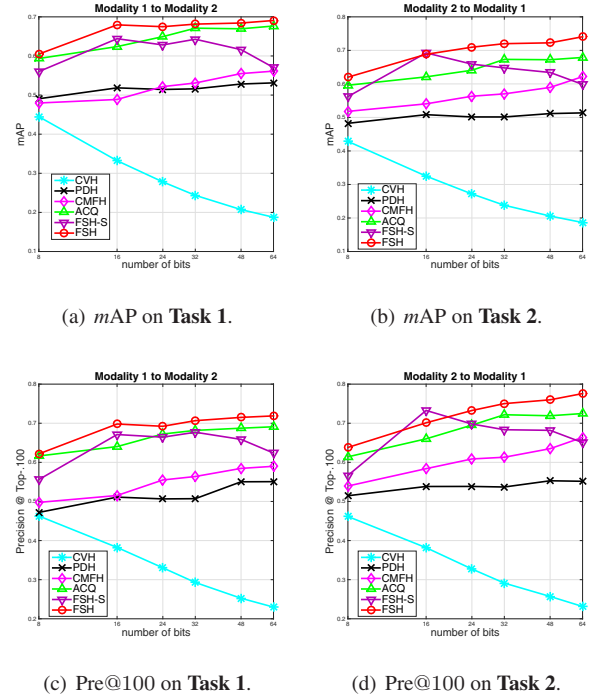 Modality 1 to Modality 2
0.7
0.6
0.5
0.4
0.3
0.2
0.1
mAP
CVH
PDH
CMFH
ACQ
FSH-S
FSH
8 16 24 32 48 64
number of bits
(a) mAP on Task 1.
Modality 2 to Modality 1
0.8
0.7
0.6
0.5
0.4
0.3
0.2
0.1
mAP
CVH
PDH
CMFH
ACQ
FSH-S
FSH
8 16 24 32 48 64
number of bits
(b) mAP on Task 2.
Modality 1 to Modality 2
0.8
0.7
0.6
0.5
0.4
0.3
0.2
Precision @ Top-.100
CVH
PDH
CMFH
ACQ
FSH-S
FSH
8 16 24 32 48 64
number of bits
(c) Pre@100 on Task 1.
Modality 2 to Modality 1
0.8
0.7
0.6
0.5
0.4
0.3
0.2
Precision @ Top-.100
CVH
PDH
CMFH
ACQ
FSH-S
FSH
8 16 24 32 48 64
number of bits
(d) Pre@100 on Task 2.